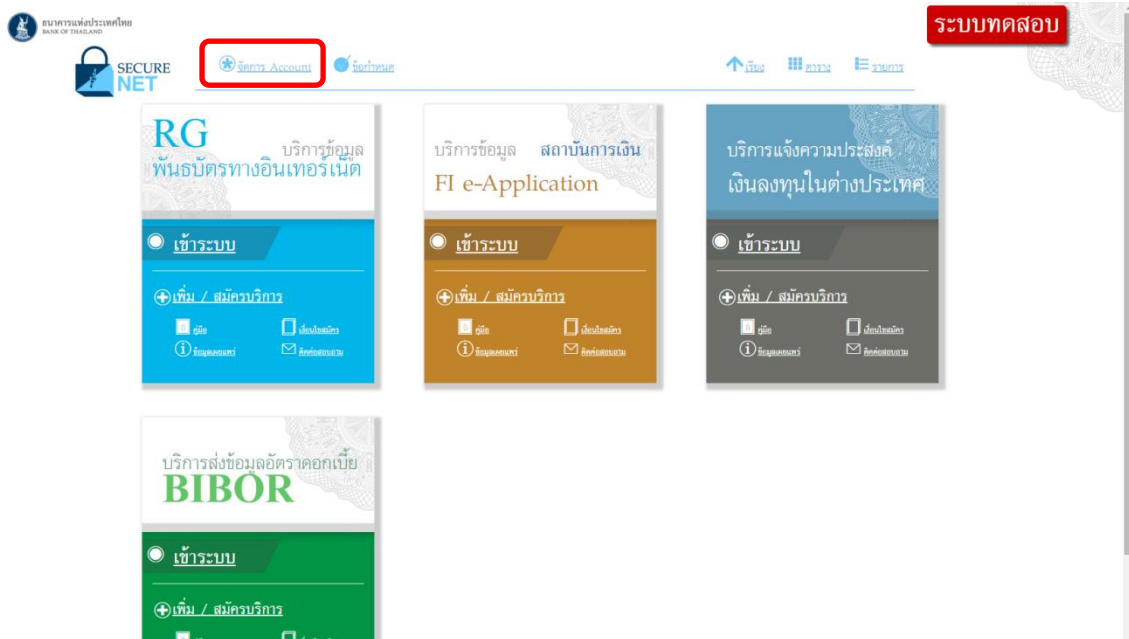 ธนาคารแห่งประเทศไทย
BANK OF THAILAND
ระบบทดสอบ
SECURE
NET
จัดการ Account
ข้อกำหนด
เรียง
ตาราง
รายการ
RG
บริการข้อมูล
พันธบัตรทางอินเทอร์เน็ต
เข้าระบบ
เพิ่ม / สมัครบริการ
คู่มือ
เงื่อนไขสมัคร
ข้อมูลเผยแพร่
ติดต่อสอบถาม
บริการข้อมูล สถาบันการเงิน
FI e-Application
เข้าระบบ
เพิ่ม / สมัครบริการ
คู่มือ
เงื่อนไขสมัคร
ข้อมูลเผยแพร่
ติดต่อสอบถาม
บริการแจ้งความประสงค์
เงินลงทุนในต่างประเทศ
เข้าระบบ
เพิ่ม / สมัครบริการ
คู่มือ
เงื่อนไขสมัคร
ข้อมูลเผยแพร่
ติดต่อสอบถาม
บริการส่งข้อมูลอัตราดอกเบี้ย
BIBOR
เข้าระบบ
เพิ่ม / สมัครบริการ